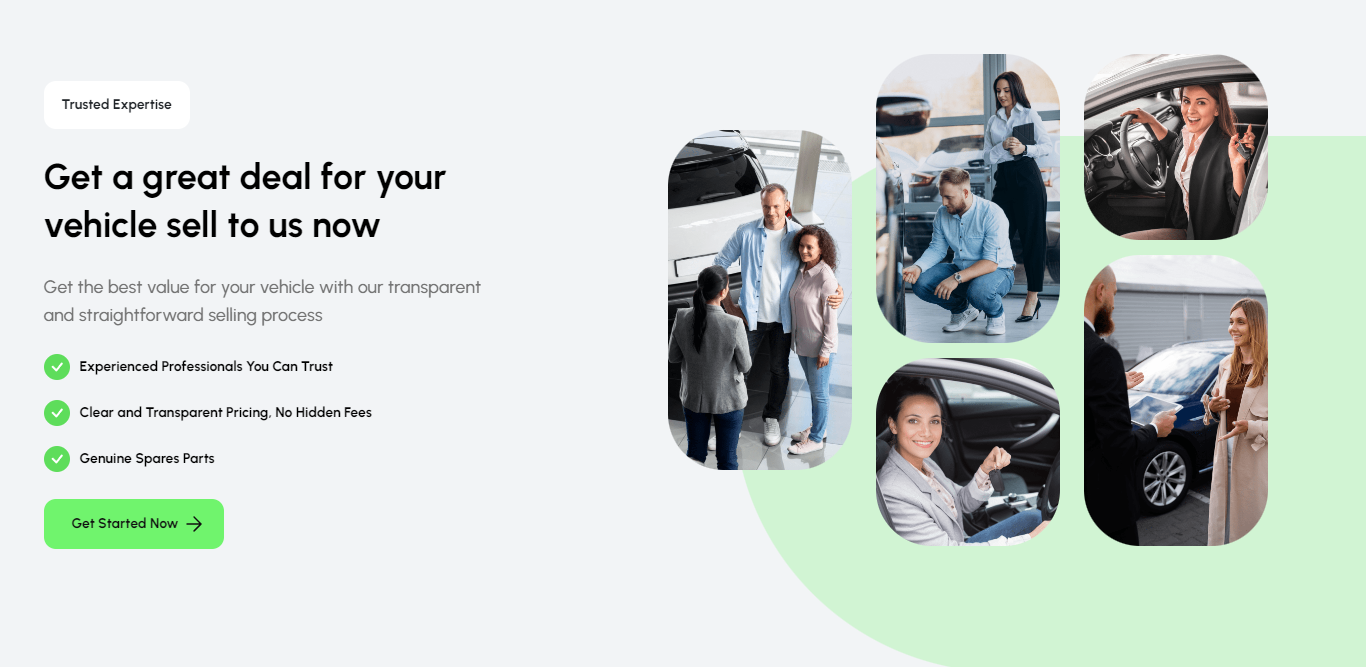 Trusted Expertise
Get a great deal for your
vehicle sell to us now
Get the best value for your vehicle with our transparent
and straightforward selling process
Experienced Professionals You Can Trust
Clear and Transparent Pricing, No Hidden Fees
Genuine Spares Parts
Get Started Now